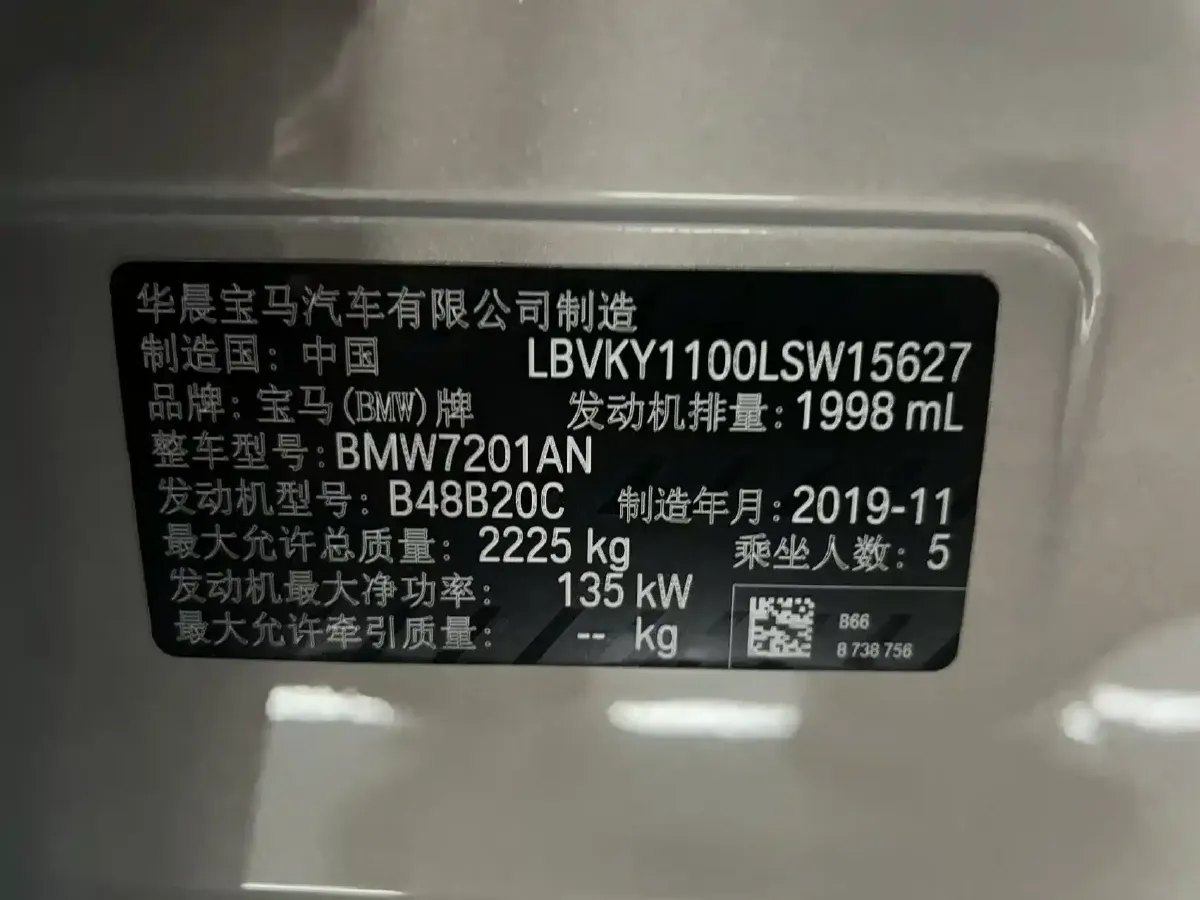 华晨宝马汽车有限公司制造
制造国：中国 LBVKY1100LSW15627
品牌：宝马(BMW)牌 发动机排量：1998 mL
整车型号：BMW7201AN
发动机型号：B48B20C 制造年月：2019-11
最大允许总质量：2225 kg 乘坐人数：5
发动机最大净功率：135 kW
最大允许牵引质量：-- kg
866
8 738 756